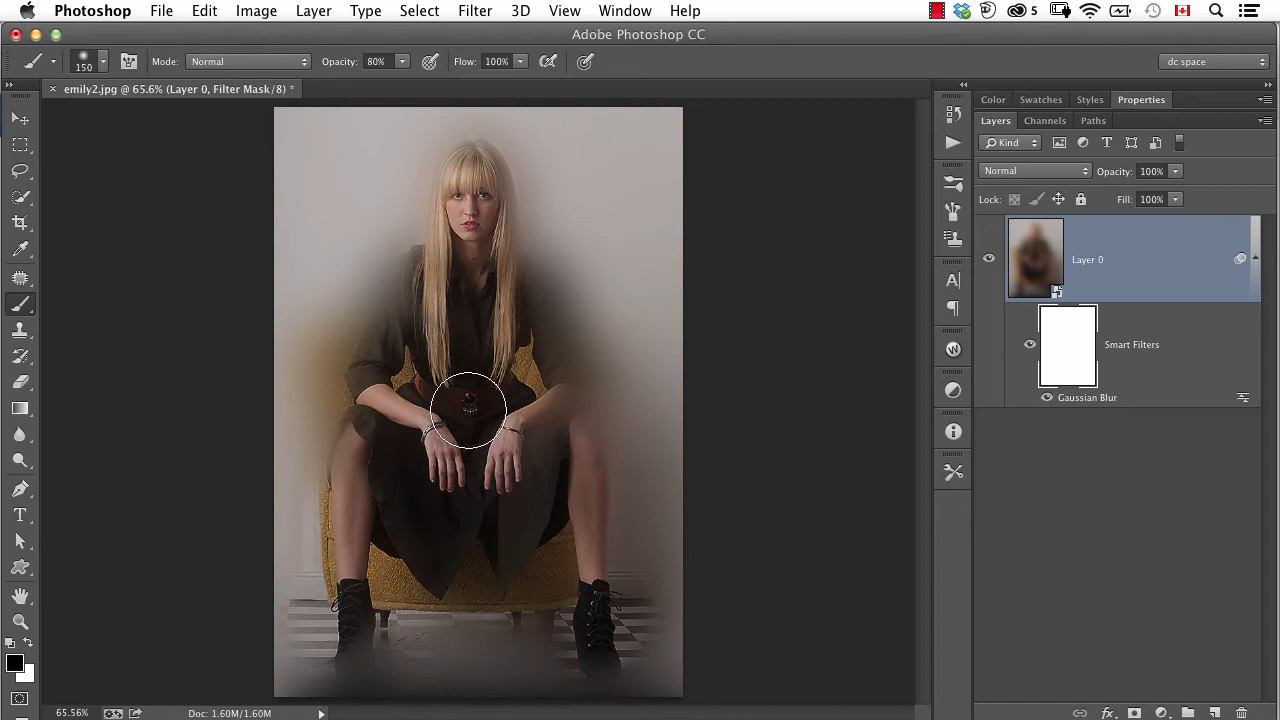 Photoshop File Edit Image Layer Type Select Filter 3D View Window Help 5
Adobe Photoshop CC
150 Mode: Normal Opacity: 80% Flow: 100% dc space
× emily2.jpg @ 65.6% (Layer 0, Filter Mask/8) *
Color Swatches Styles Properties
Layers Channels Paths
Kind T
Normal Opacity: 100%
Lock: Fill: 100%
Layer 0
A
Smart Filters
W
Gaussian Blur
T
65.56% Doc: 1.60M/1.60M fx